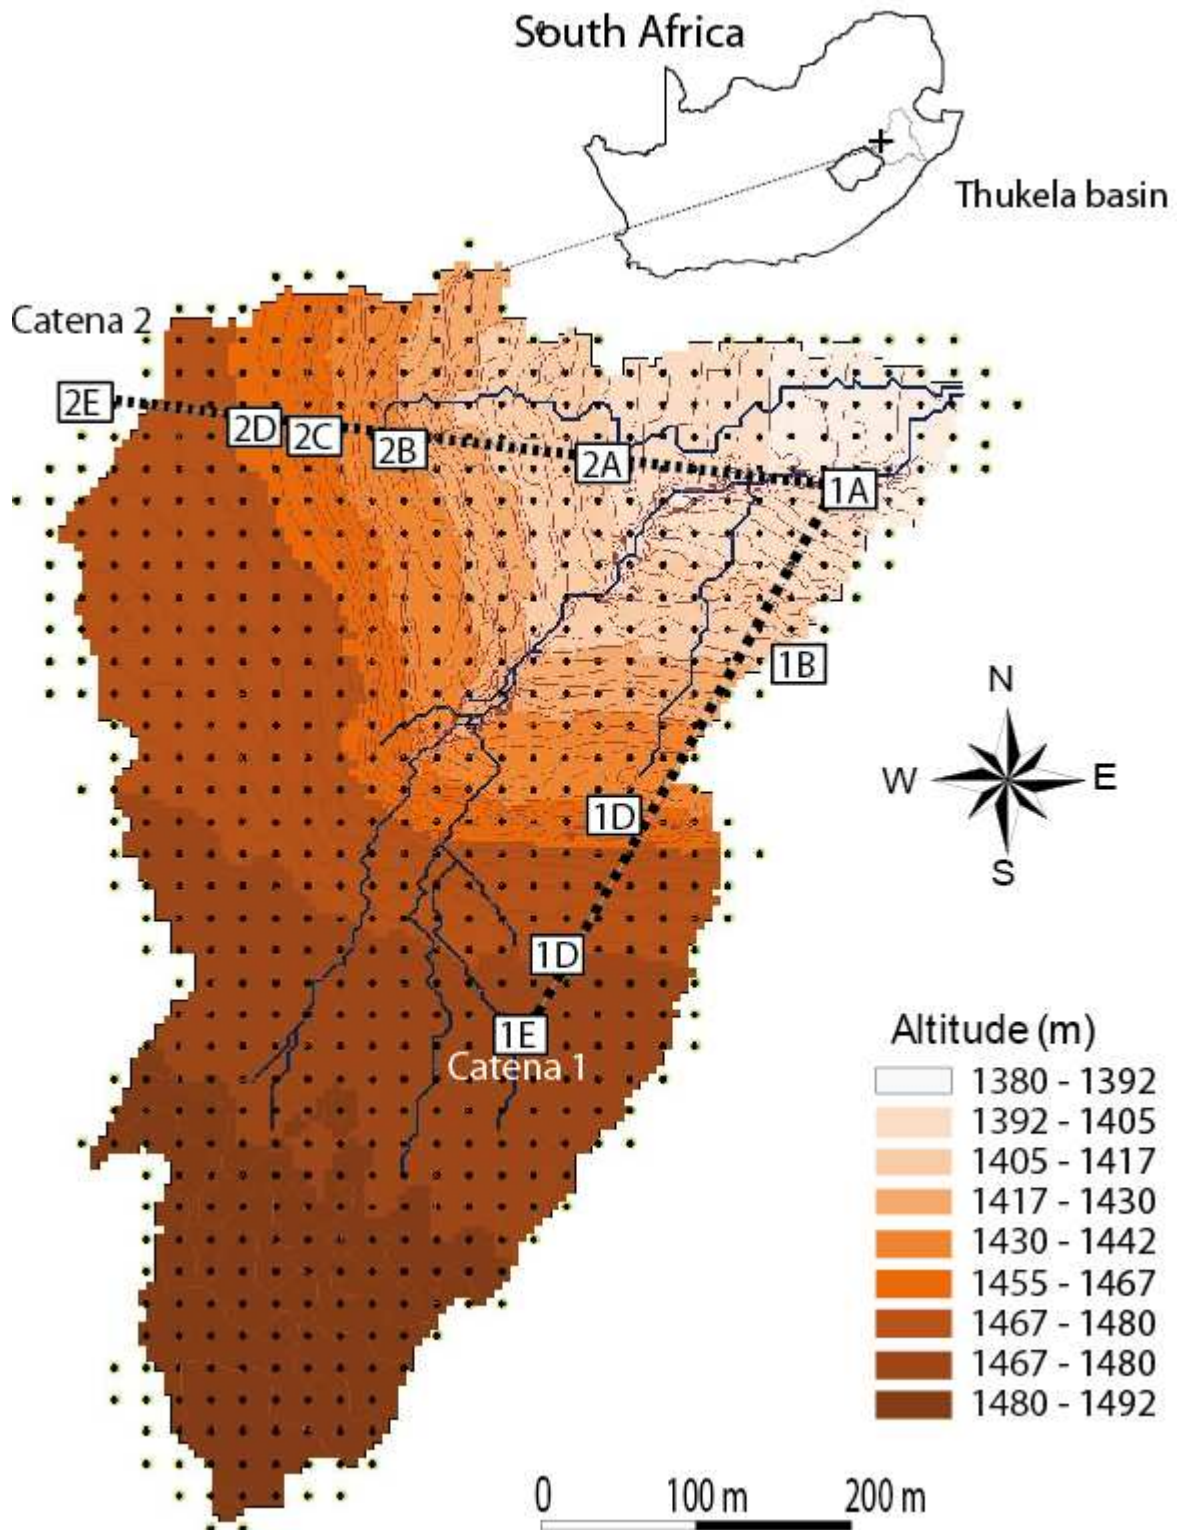 South Africa
Thukela basin
Catena 2
2E
2D
2C
2B
2A
1A
1B
N
W
E
S
1D
1D
1E
Catena 1
Altitude (m)
1380 - 1392
1392 - 1405
1405 - 1417
1417 - 1430
1430 - 1442
1455 - 1467
1467 - 1480
1467 - 1480
1480 - 1492
0 100 m 200 m